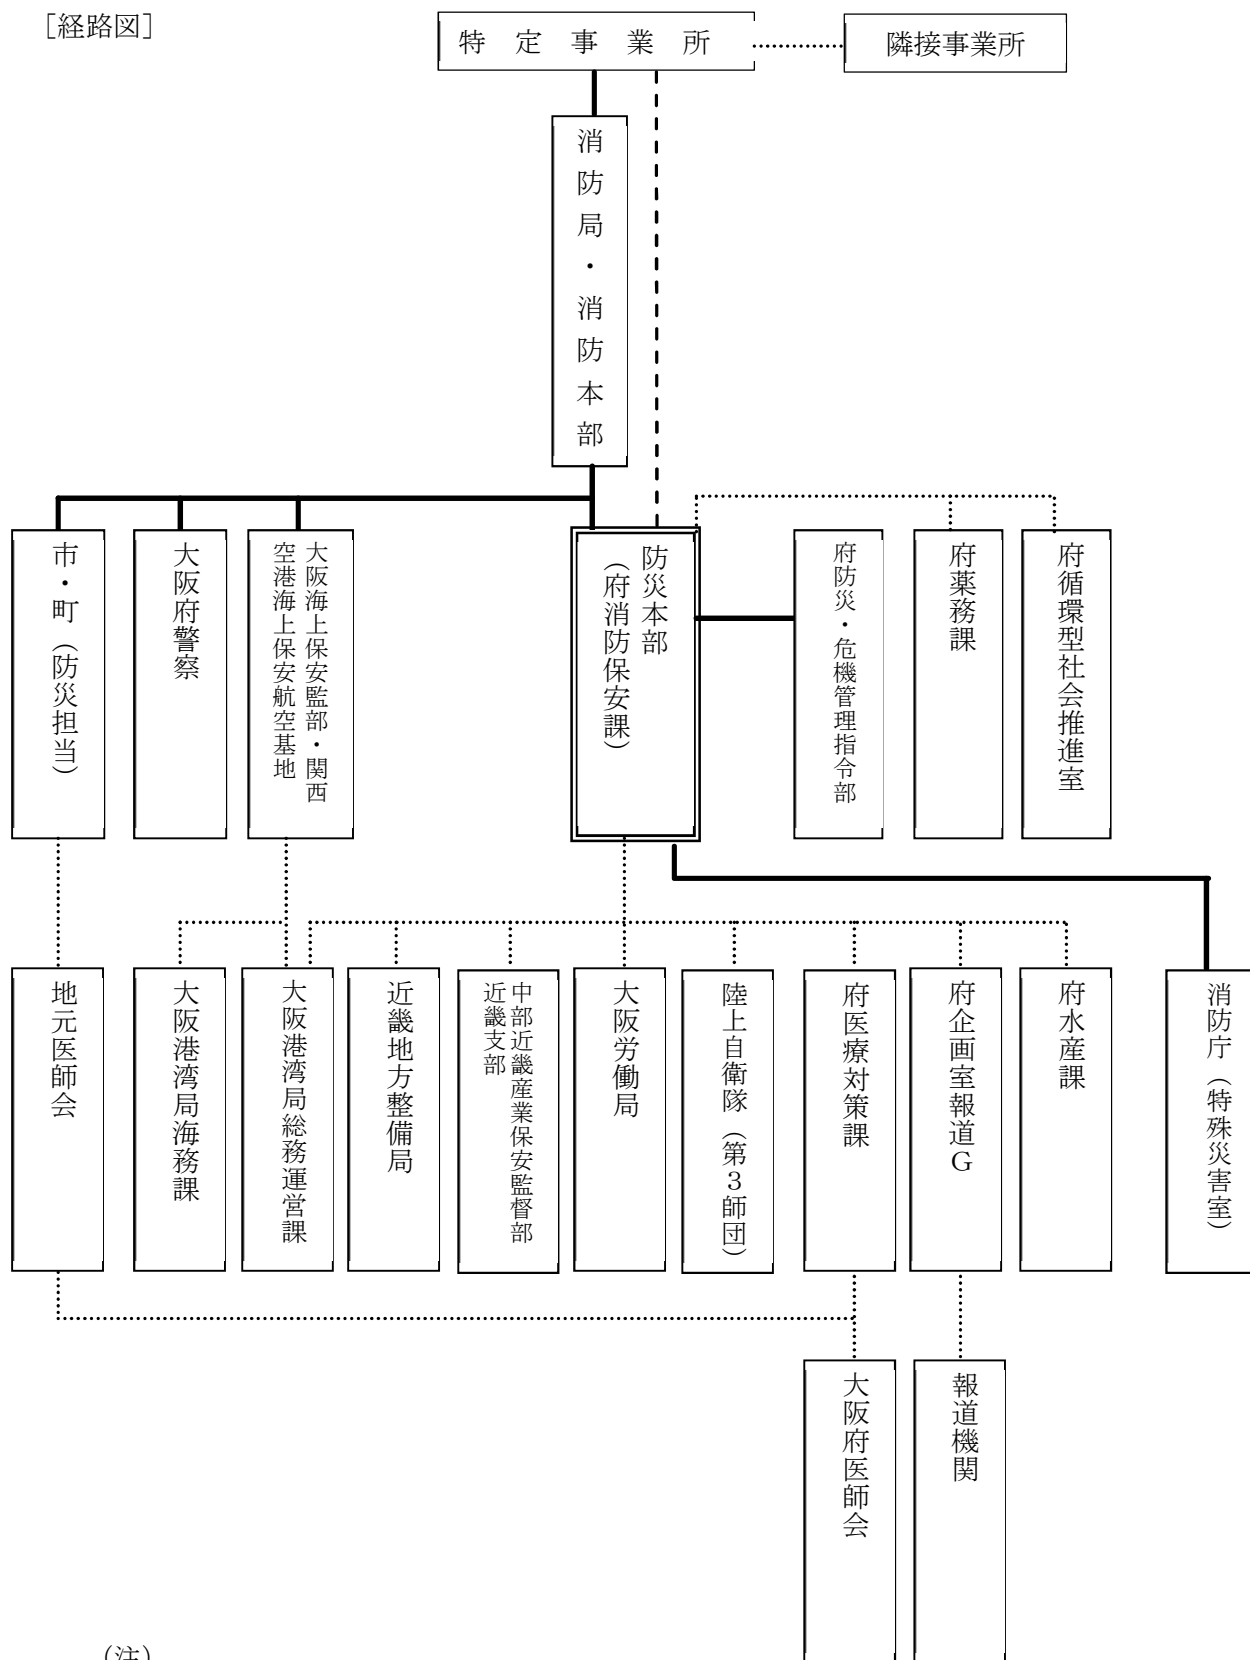 ［経路図］
特定事業所
隣接事業所
消防局・消防本部
市・町（防災担当）
大阪府警察
大阪海上保安監部・関西
空港海上保安航空基地
防災本部
（府消防保安課）
府防災・危機管理指令部
府薬務課
府循環型社会推進室
地元医師会
大阪港湾局海務課
大阪港湾局総務運営課
近畿地方整備局
中部近畿産業保安監督部
近畿支部
大阪労働局
陸上自衛隊（第３師団）
府医療対策課
府企画室報道Ｇ
府水産課
消防庁（特殊災害室）
大阪府医師会
報道機関
（注）